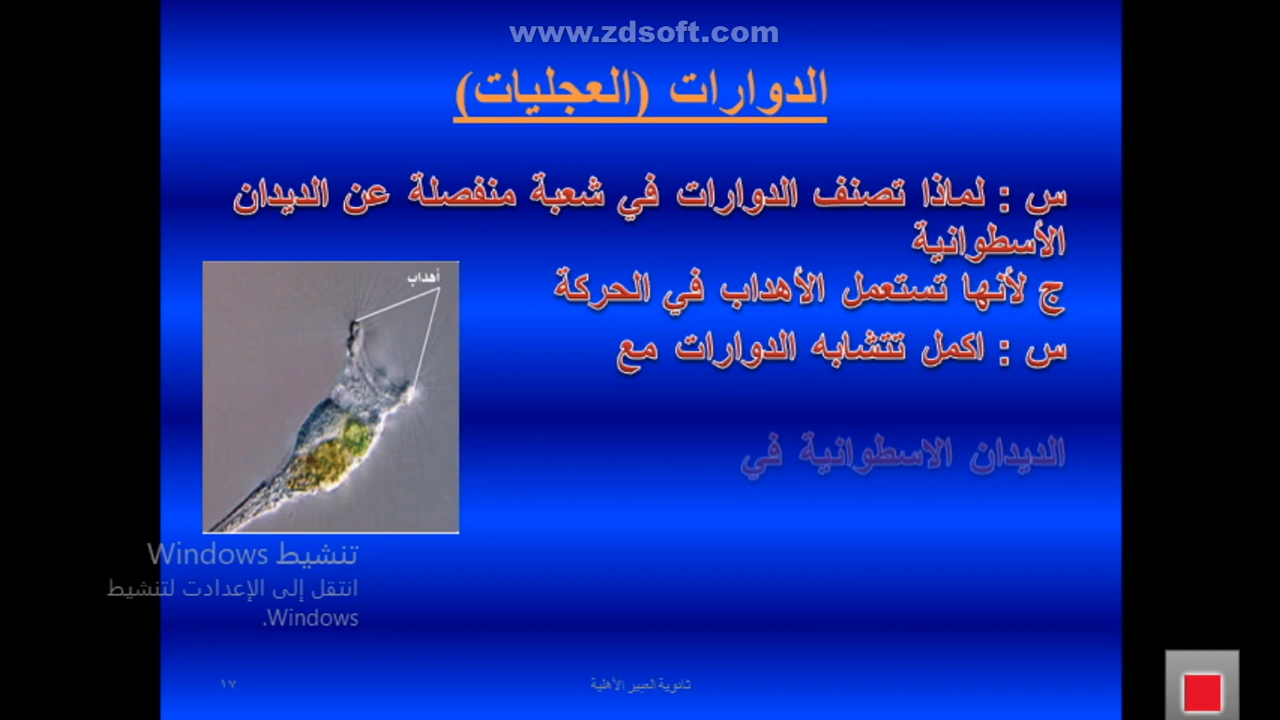 www.zdsoft.com
الدوارات (العجليات)
س : لماذا تصنف الدوارات في شعبة منفصلة عن الديدان
الأسطوانية
ج لأنها تستعمل الأهداب في الحركة
س : اكمل تتشابه الدوارات مع
الديدان الاسطوانية في
أهداب
تنشيط Windows
انتقل إلى الإعدادت لتنشيط
Windows.
ثانوية العبير الأهلية
١٧